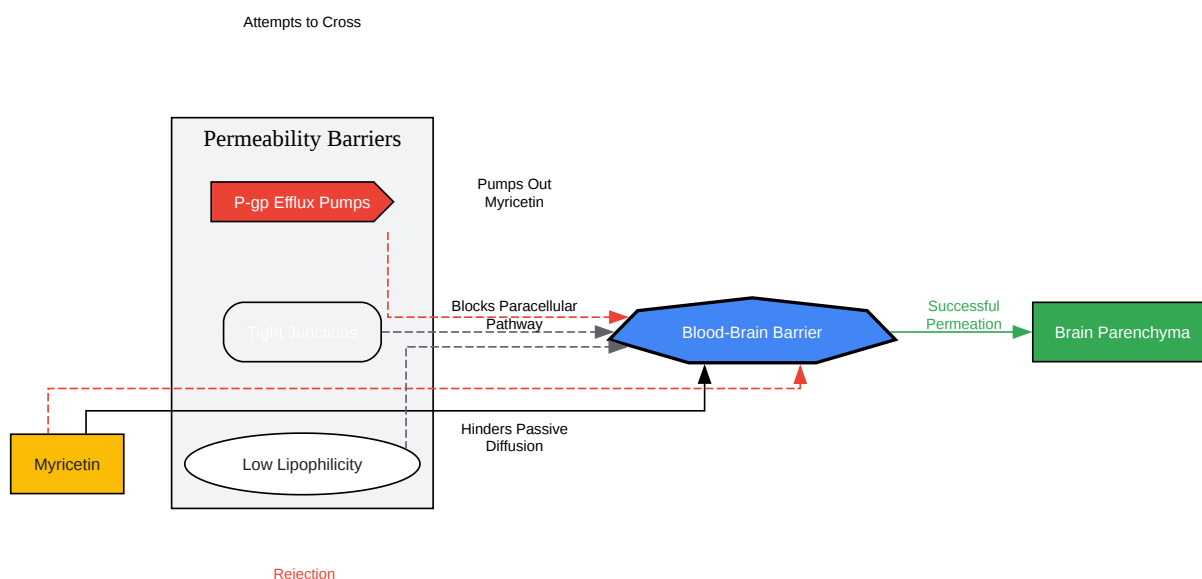 Attempts to Cross
Permeability Barriers
P-gp Efflux Pumps
Pumps Out
Myricetin
Tight Junctions
Blocks Paracellular
Pathway
Blood-Brain Barrier
Successful
Permeation
Brain Parenchyma
Myricetin
Low Lipophilicity
Hinders Passive
Diffusion
Rejection